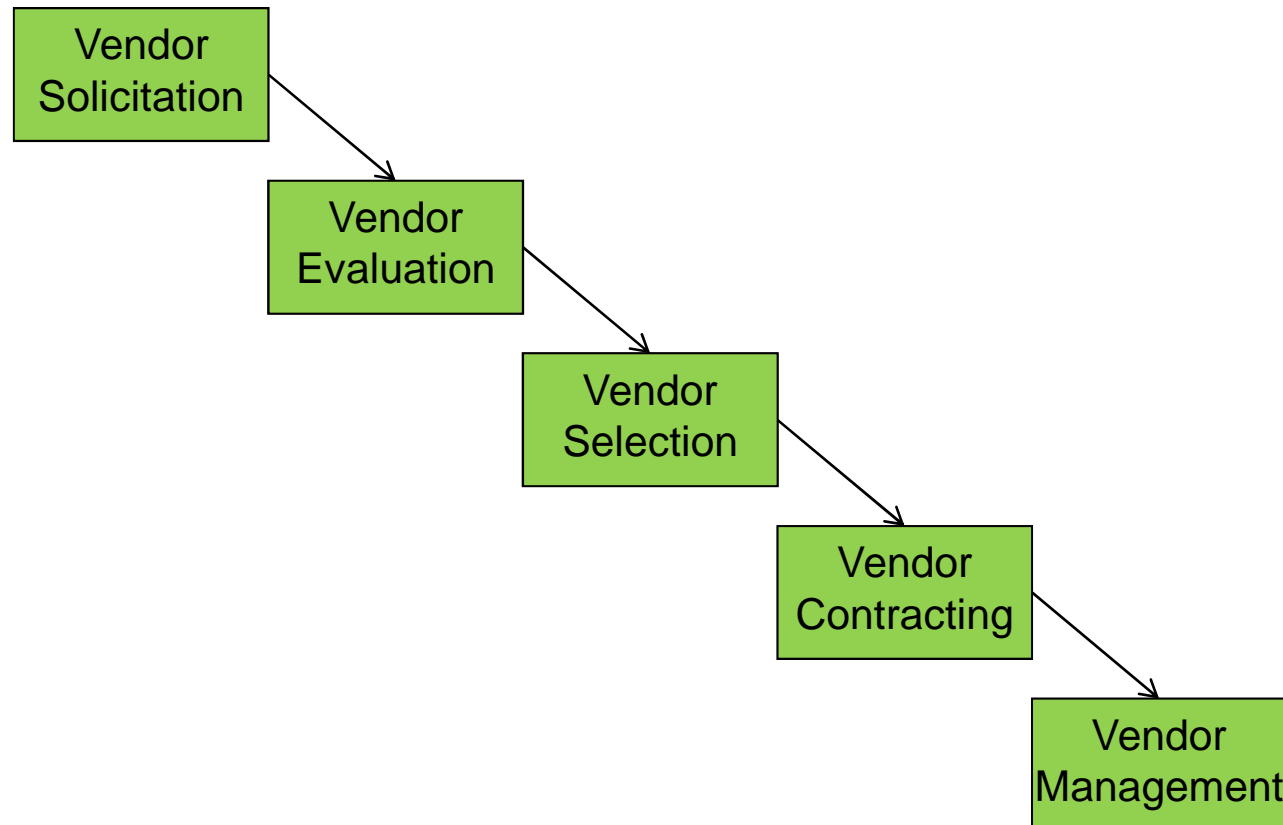 Vendor
Solicitation
Vendor
Evaluation
Vendor
Selection
Vendor
Contracting
Vendor
Management